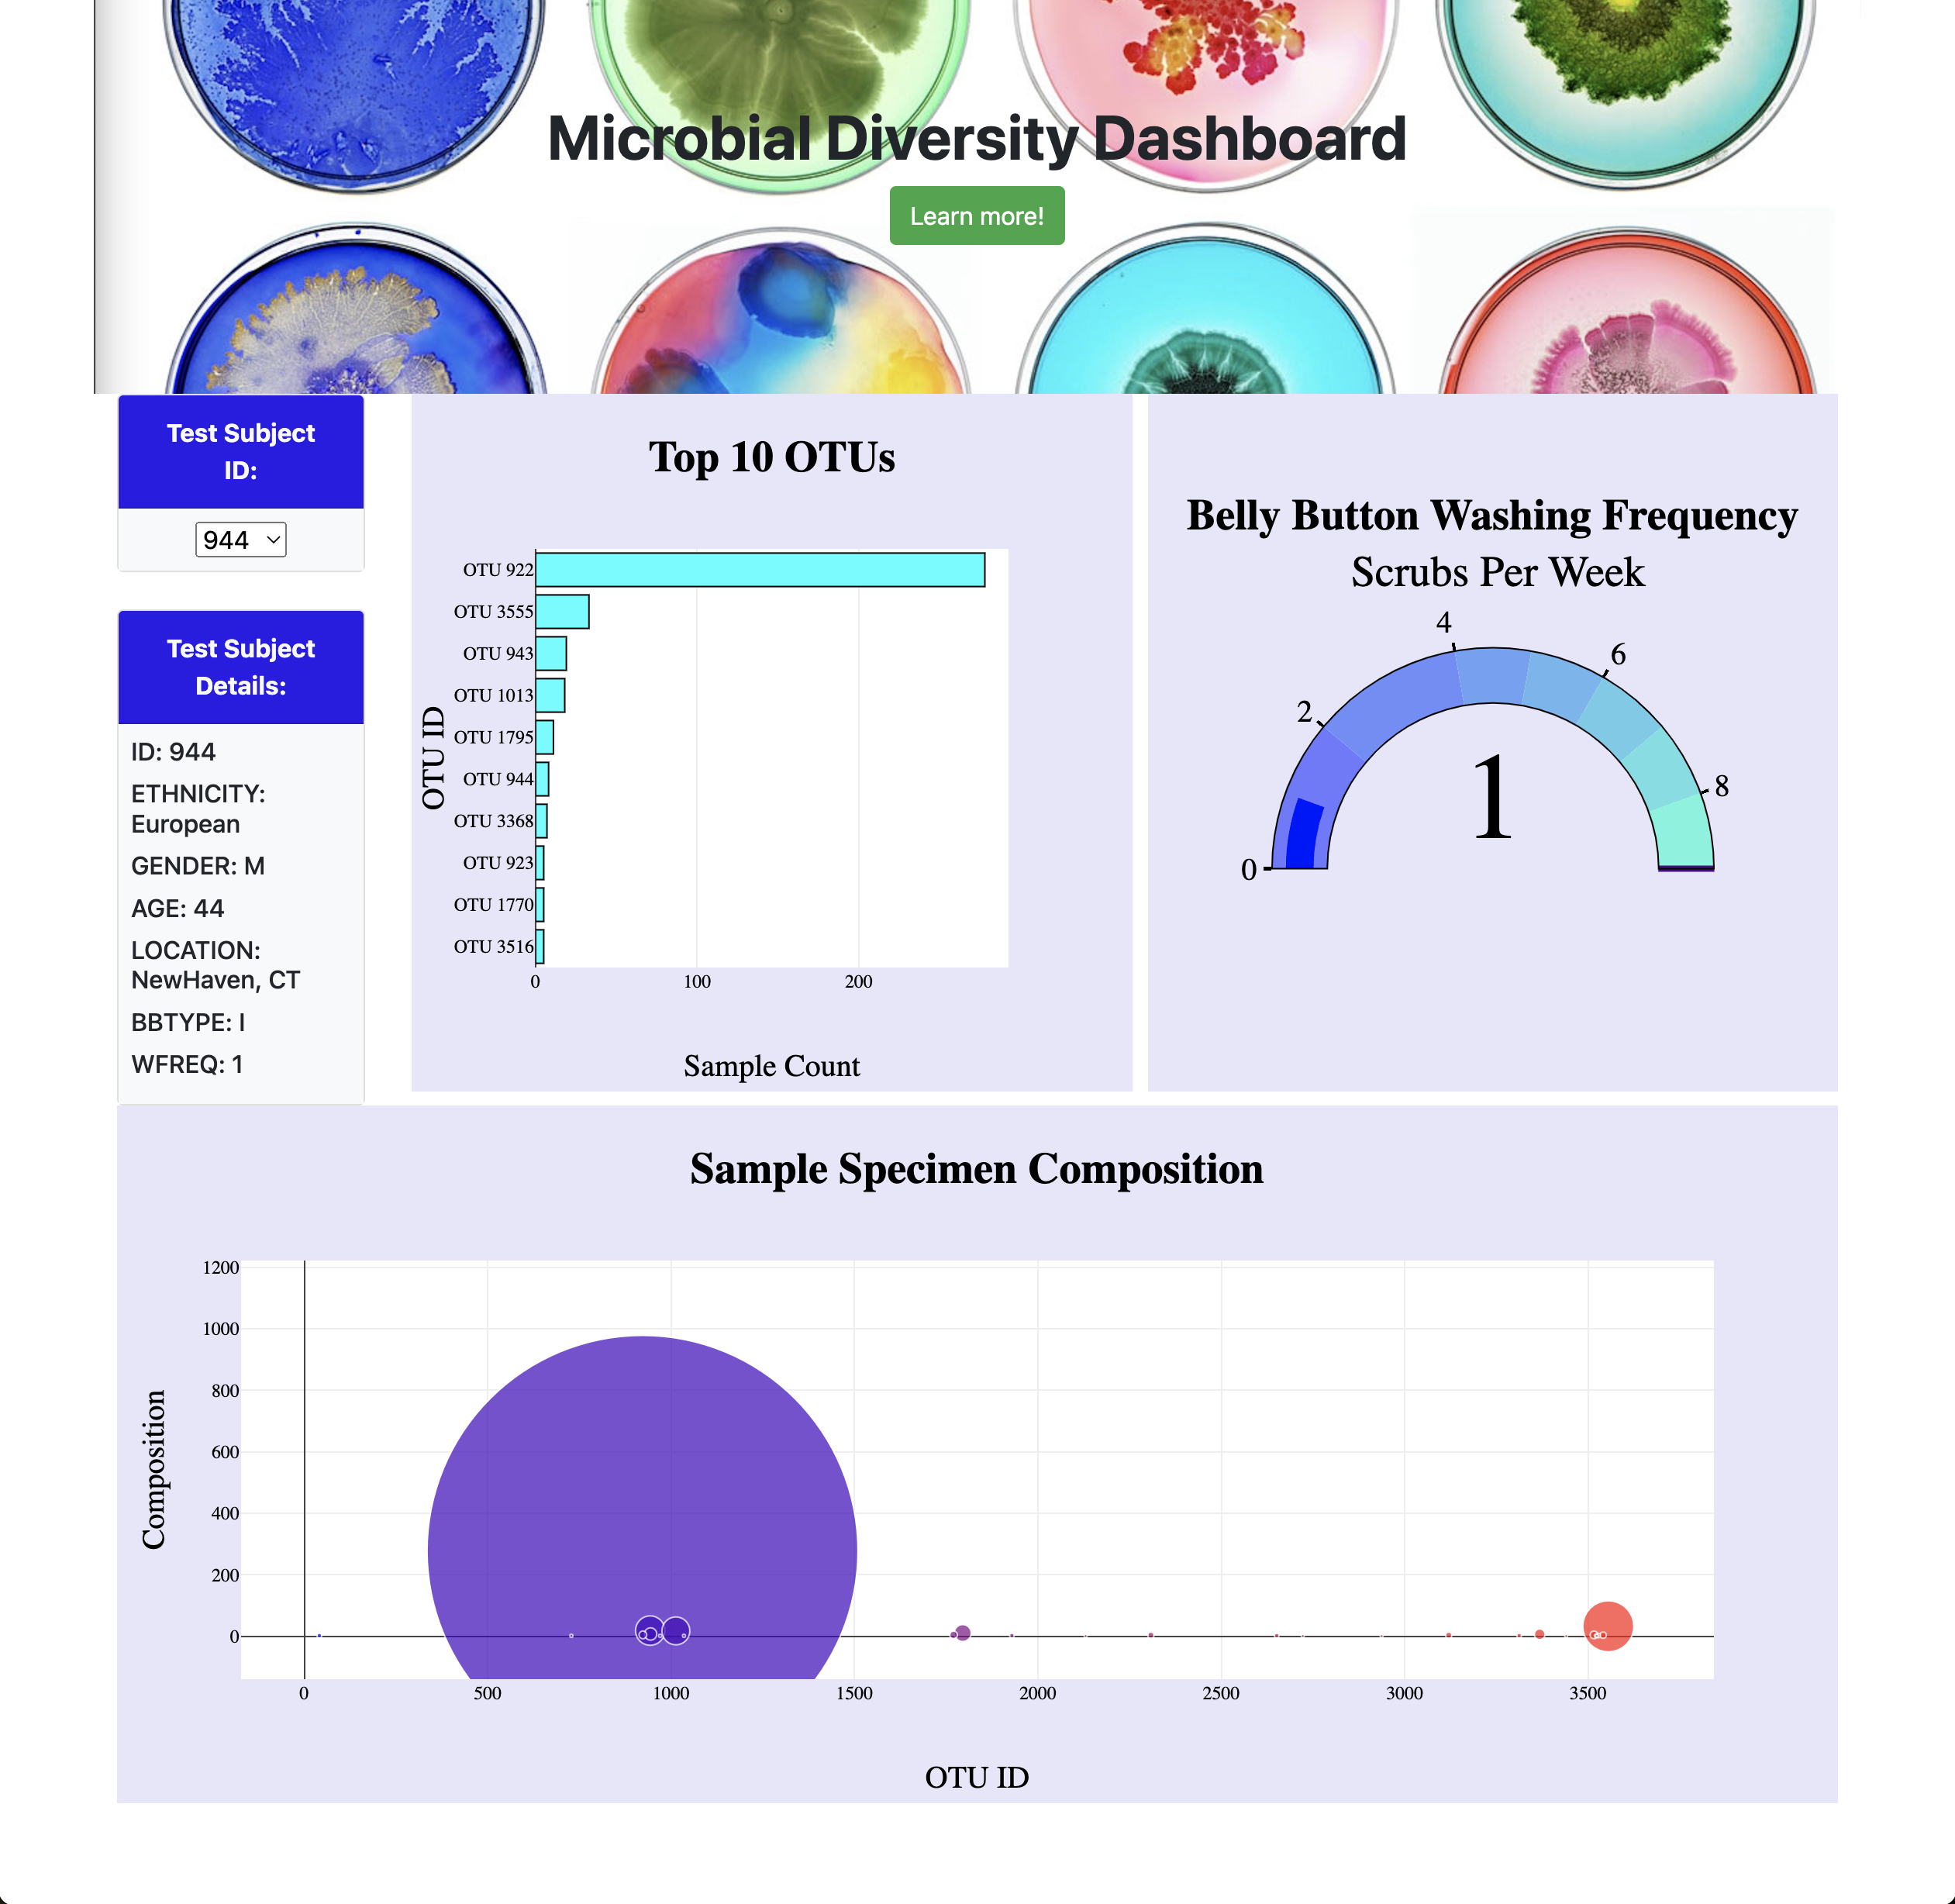 Microbial Diversity Dashboard
Learn more!
Test Subject
ID:
944
Test Subject
Details:
ID: 944
ETHNICITY:
European
GENDER: M
AGE: 44
LOCATION:
NewHaven, CT
BBTYPE: I
WFREQ: 1
Top 10 OTUs
OTU ID
OTU 922
OTU 3555
OTU 943
OTU 1013
OTU 1795
OTU 944
OTU 3368
OTU 923
OTU 1770
OTU 3516
0 100 200
Sample Count
Belly Button Washing Frequency
Scrubs Per Week
0
2
4
6
8
1
Sample Specimen Composition
Composition
1200
1000
800
600
400
200
0
0 500 1000 1500 2000 2500 3000 3500
OTU ID